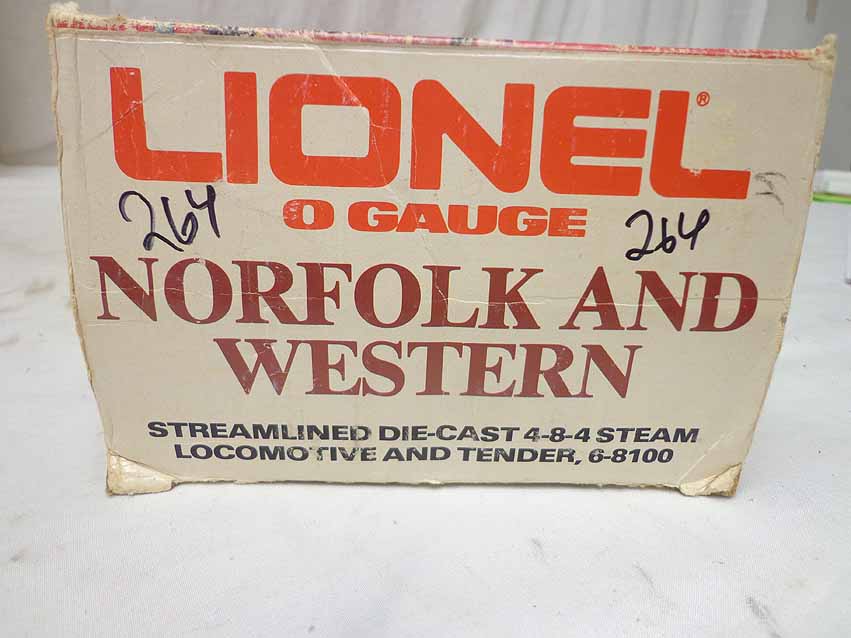 LIONEL®
O GAUGE
264 264
NORFOLK AND
WESTERN
STREAMLINED DIE-CAST 4-8-4 STEAM
LOCOMOTIVE AND TENDER, 6-8100